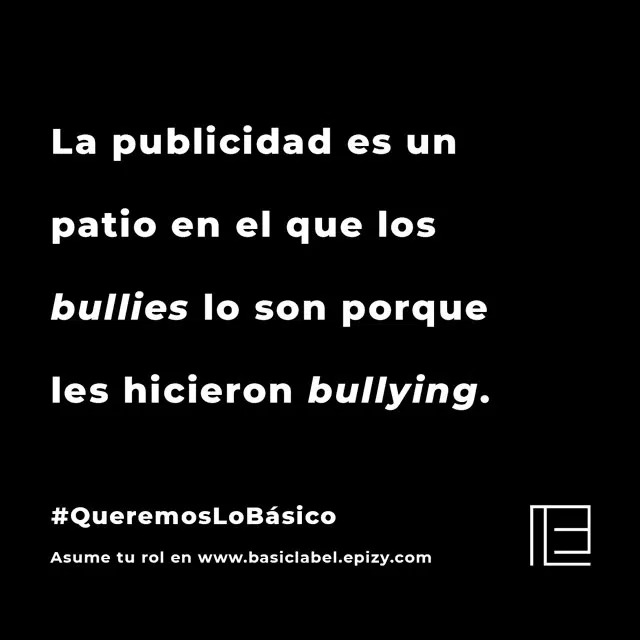 La publicidad es un
patio en el que los
bullies lo son porque
les hicieron bullying.
#QueremosLoBásico
Asume tu rol en www.basiclabel.epizy.com